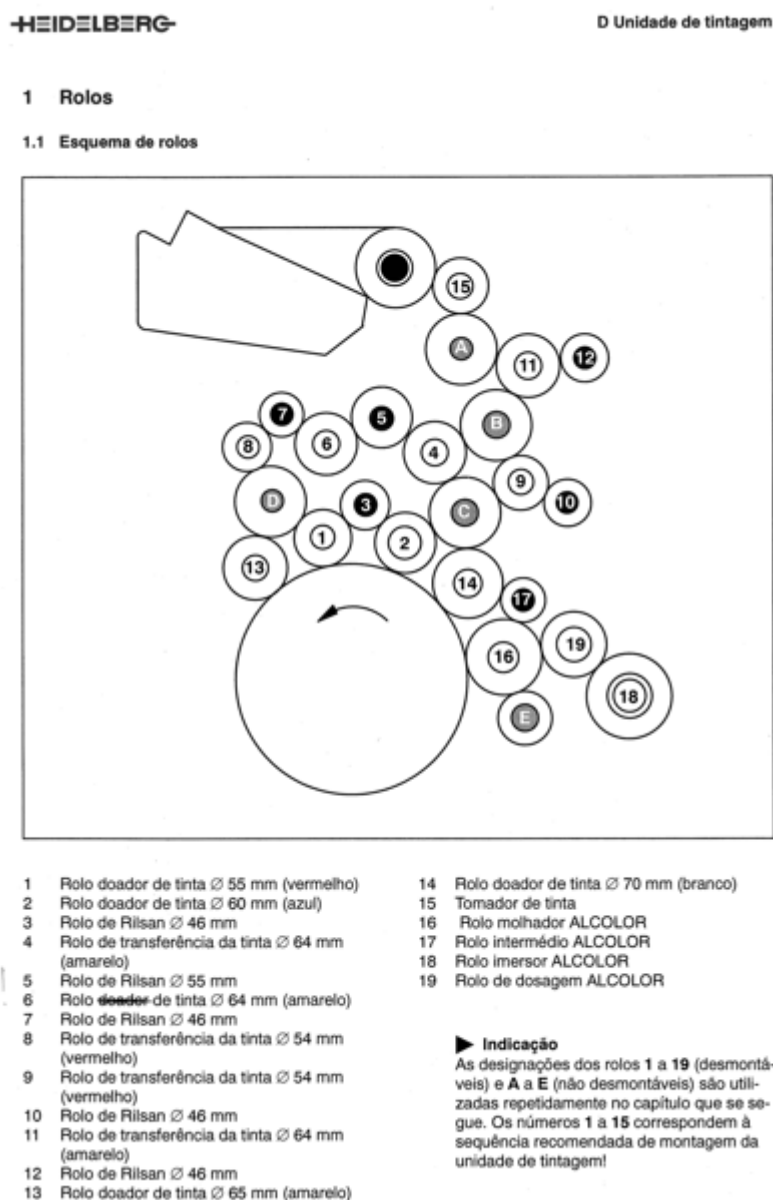 HEIDELBERG
D Unidade de tintagem
1 Rolos
1.1 Esquema de rolos
15
A
11
12
7
5
B
8
6
4
9
10
D
3
C
1
2
13
14
17
16
19
18
E
1 Rolo doador de tinta ∅ 55 mm (vermelho)
2 Rolo doador de tinta ∅ 60 mm (azul)
3 Rolo de Rilsan ∅ 46 mm
4 Rolo de transferência da tinta ∅ 64 mm
(amarelo)
5 Rolo de Rilsan ∅ 55 mm
6 Rolo doador de tinta ∅ 64 mm (amarelo)
7 Rolo de Rilsan ∅ 46 mm
8 Rolo de transferência da tinta ∅ 54 mm
(vermelho)
9 Rolo de transferência da tinta ∅ 54 mm
(vermelho)
10 Rolo de Rilsan ∅ 46 mm
11 Rolo de transferência da tinta ∅ 64 mm
(amarelo)
12 Rolo de Rilsan ∅ 46 mm
13 Rolo doador de tinta ∅ 65 mm (amarelo)
14 Rolo doador de tinta ∅ 70 mm (branco)
15 Tomador de tinta
16 Rolo molhador ALCOLOR
17 Rolo intermédio ALCOLOR
18 Rolo imersor ALCOLOR
19 Rolo de dosagem ALCOLOR
▶ Indicação
As designações dos rolos 1 a 19 (desmontá-
veis) e A a E (não desmontáveis) são utili-
zadas repetidamente no capítulo que se se-
gue. Os números 1 a 15 correspondem à
sequência recomendada de montagem da
unidade de tintagem!